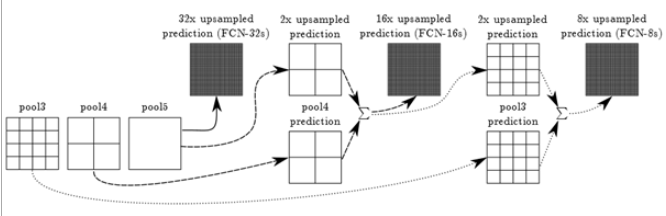 32x upsampled
prediction (FCN-32s)
2x upsampled
prediction
16x upsampled
prediction (FCN-16s)
2x upsampled
prediction
8x upsampled
prediction (FCN-8s)
pool3
pool4
pool5
pool4
prediction
Σ
pool3
prediction
Σ